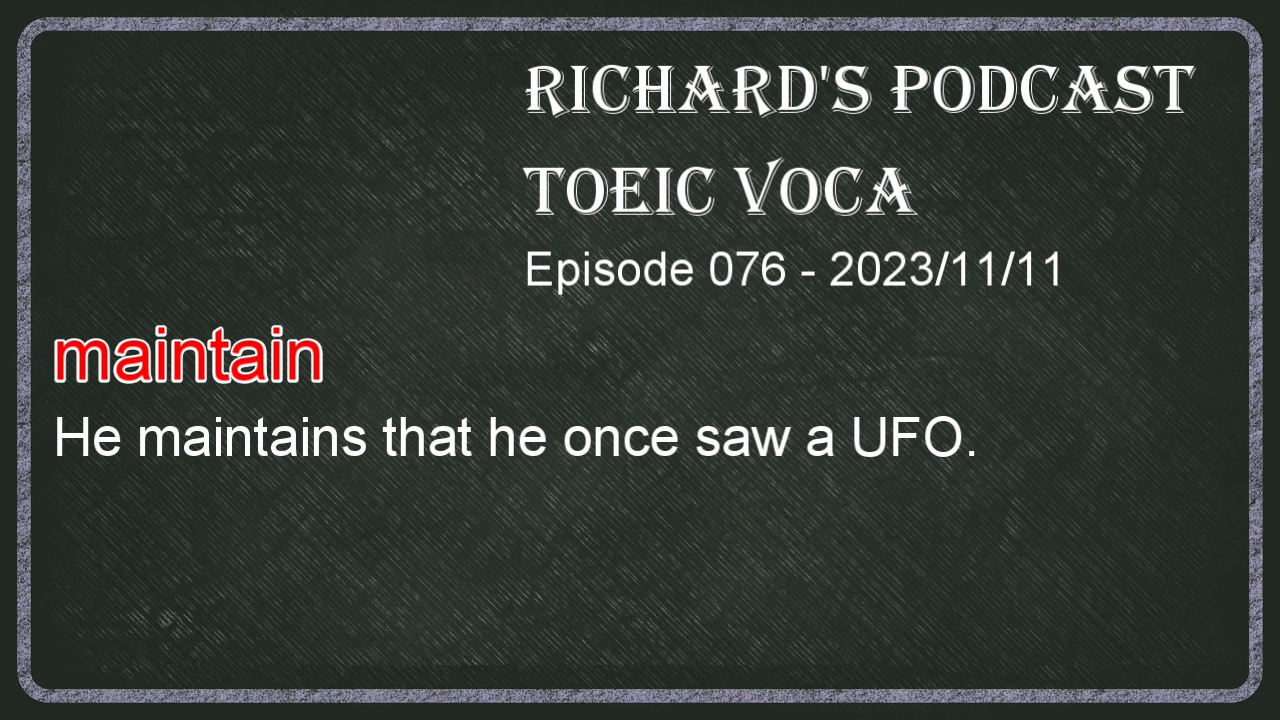 RICHARD'S PODCAST
TOEIC VOCA
Episode 076 - 2023/11/11
maintain
He maintains that he once saw a UFO.